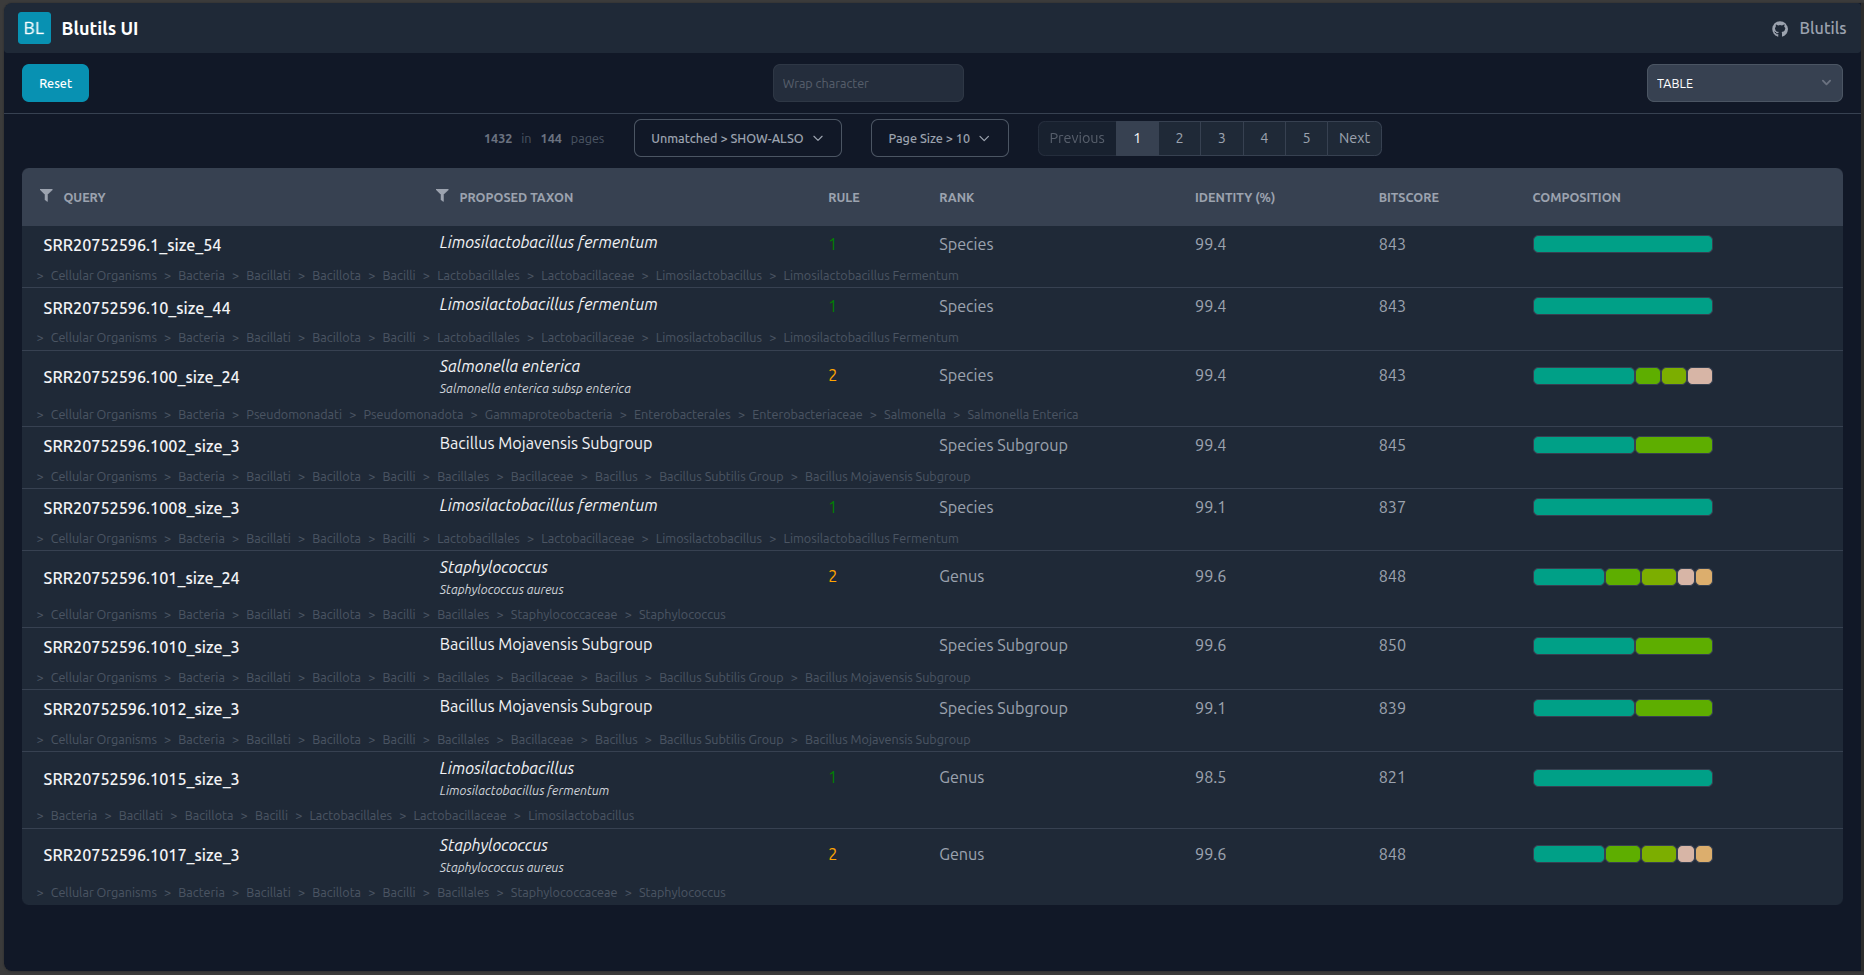 BL Blutils UI Blutils
Reset Wrap character TABLE
1432 in 144 pages Unmatched > SHOW-ALSO Page Size > 10 Previous 1 2 3 4 5 Next
QUERY PROPOSED TAXON RULE RANK IDENTITY (%) BITSCORE COMPOSITION
SRR20752596.1_size_54 Limosilactobacillus fermentum 1 Species 99.4 843
> Cellular Organisms > Bacteria > Bacillati > Bacillota > Bacilli > Lactobacillales > Lactobacillaceae > Limosilactobacillus > Limosilactobacillus Fermentum
SRR20752596.10_size_44 Limosilactobacillus fermentum 1 Species 99.4 843
> Cellular Organisms > Bacteria > Bacillati > Bacillota > Bacilli > Lactobacillales > Lactobacillaceae > Limosilactobacillus > Limosilactobacillus Fermentum
SRR20752596.100_size_24 Salmonella enterica 2 Species 99.4 843
Salmonella enterica subsp enterica
> Cellular Organisms > Bacteria > Pseudomonadati > Pseudomonadota > Gammaproteobacteria > Enterobacterales > Enterobacteriaceae > Salmonella > Salmonella Enterica
SRR20752596.1002_size_3 Bacillus Mojavensis Subgroup Species Subgroup 99.4 845
> Cellular Organisms > Bacteria > Bacillati > Bacillota > Bacilli > Bacillales > Bacillaceae > Bacillus > Bacillus Subtilis Group > Bacillus Mojavensis Subgroup
SRR20752596.1008_size_3 Limosilactobacillus fermentum 1 Species 99.1 837
> Cellular Organisms > Bacteria > Bacillati > Bacillota > Bacilli > Lactobacillales > Lactobacillaceae > Limosilactobacillus > Limosilactobacillus Fermentum
SRR20752596.101_size_24 Staphylococcus 2 Genus 99.6 848
Staphylococcus aureus
> Cellular Organisms > Bacteria > Bacillati > Bacillota > Bacilli > Bacillales > Staphylococcaceae > Staphylococcus
SRR20752596.1010_size_3 Bacillus Mojavensis Subgroup Species Subgroup 99.6 850
> Cellular Organisms > Bacteria > Bacillati > Bacillota > Bacilli > Bacillales > Bacillaceae > Bacillus > Bacillus Subtilis Group > Bacillus Mojavensis Subgroup
SRR20752596.1012_size_3 Bacillus Mojavensis Subgroup Species Subgroup 99.1 839
> Cellular Organisms > Bacteria > Bacillati > Bacillota > Bacilli > Bacillales > Bacillaceae > Bacillus > Bacillus Subtilis Group > Bacillus Mojavensis Subgroup
SRR20752596.1015_size_3 Limosilactobacillus 1 Genus 98.5 821
Limosilactobacillus fermentum
> Bacteria > Bacillati > Bacillota > Bacilli > Lactobacillales > Lactobacillaceae > Limosilactobacillus
SRR20752596.1017_size_3 Staphylococcus 2 Genus 99.6 848
Staphylococcus aureus
> Cellular Organisms > Bacteria > Bacillati > Bacillota > Bacilli > Bacillales > Staphylococcaceae > Staphylococcus